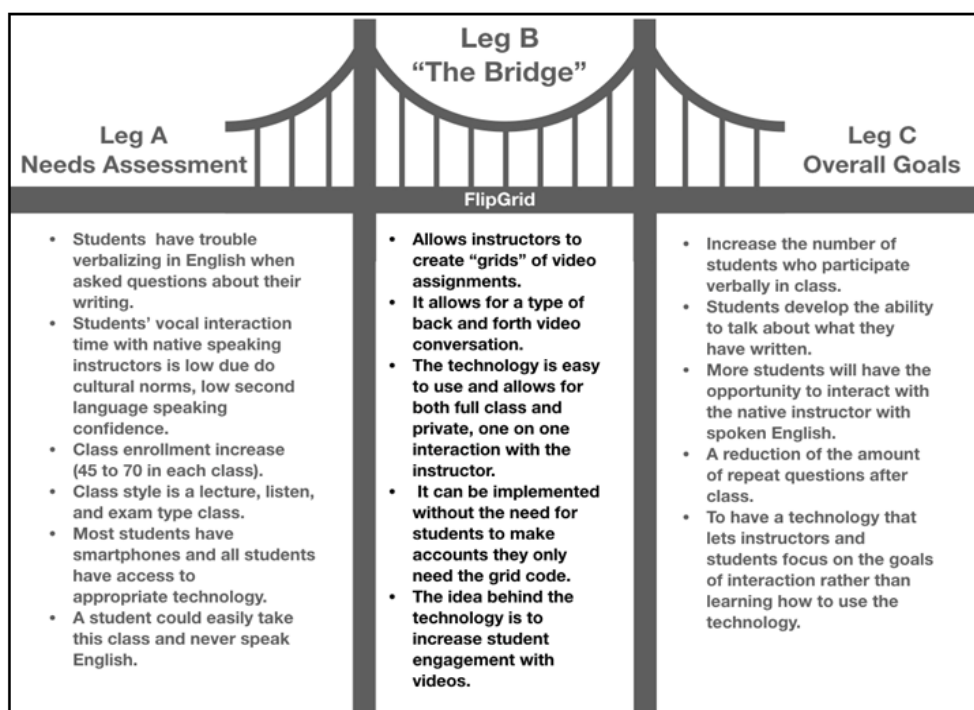 Leg B
“The Bridge”
Leg A
Needs Assessment
Leg C
Overall Goals
FlipGrid
• Students have trouble
verbalizing in English when
asked questions about their
writing.
• Students’ vocal interaction
time with native speaking
instructors is low due do
cultural norms, low second
language speaking
confidence.
• Class enrollment increase
(45 to 70 in each class).
• Class style is a lecture, listen,
and exam type class.
• Most students have
smartphones and all students
have access to
appropriate technology.
• A student could easily take
this class and never speak
English.
• Allows instructors to
create “grids” of video
assignments.
• It allows for a type of
back and forth video
conversation.
• The technology is easy
to use and allows for
both full class and
private, one on one
interaction with the
instructor.
• It can be implemented
without the need for
students to make
accounts they only
need the grid code.
• The idea behind the
technology is to
increase student
engagement with
videos.
• Increase the number of
students who participate
verbally in class.
• Students develop the ability
to talk about what they
have written.
• More students will have the
opportunity to interact with
the native instructor with
spoken English.
• A reduction of the amount
of repeat questions after
class.
• To have a technology that
lets instructors and
students focus on the goals
of interaction rather than
learning how to use the
technology.